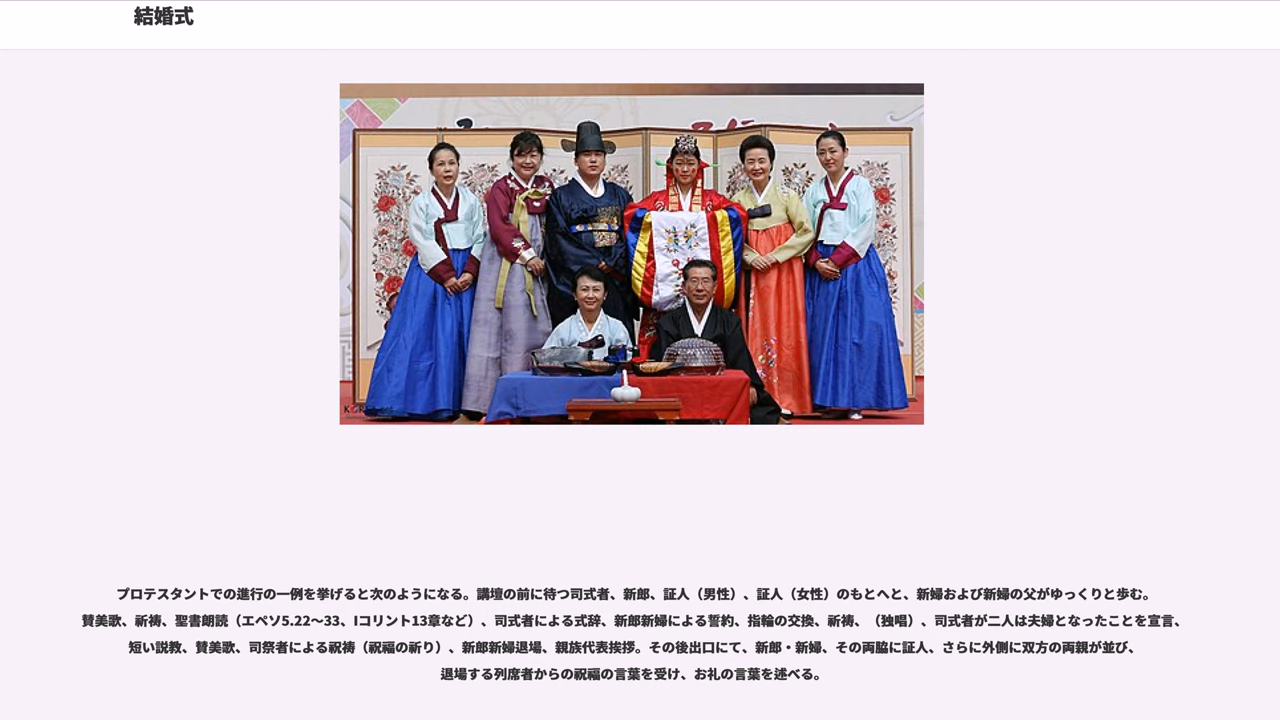 結婚式
プロテスタントでの進行の一例を挙げると次のようになる。講壇の前に待つ司式者、新郎、証人（男性）、証人（女性）のもとへと、新婦および新婦の父がゆっくりと歩む。
賛美歌、祈祷、聖書朗読（エペソ5.22〜33、Iコリント13章など）、司式者による式辞、新郎新婦による誓約、指輪の交換、祈祷、（独唱）、司式者が二人は夫婦となったことを宣言、
短い説教、賛美歌、司祭者による祝祷（祝福の祈り）、新郎新婦退場、親族代表挨拶。その後出口にて、新郎・新婦、その両脇に証人、さらに外側に双方の両親が並び、
退場する列席者からの祝福の言葉を受け、お礼の言葉を述べる。